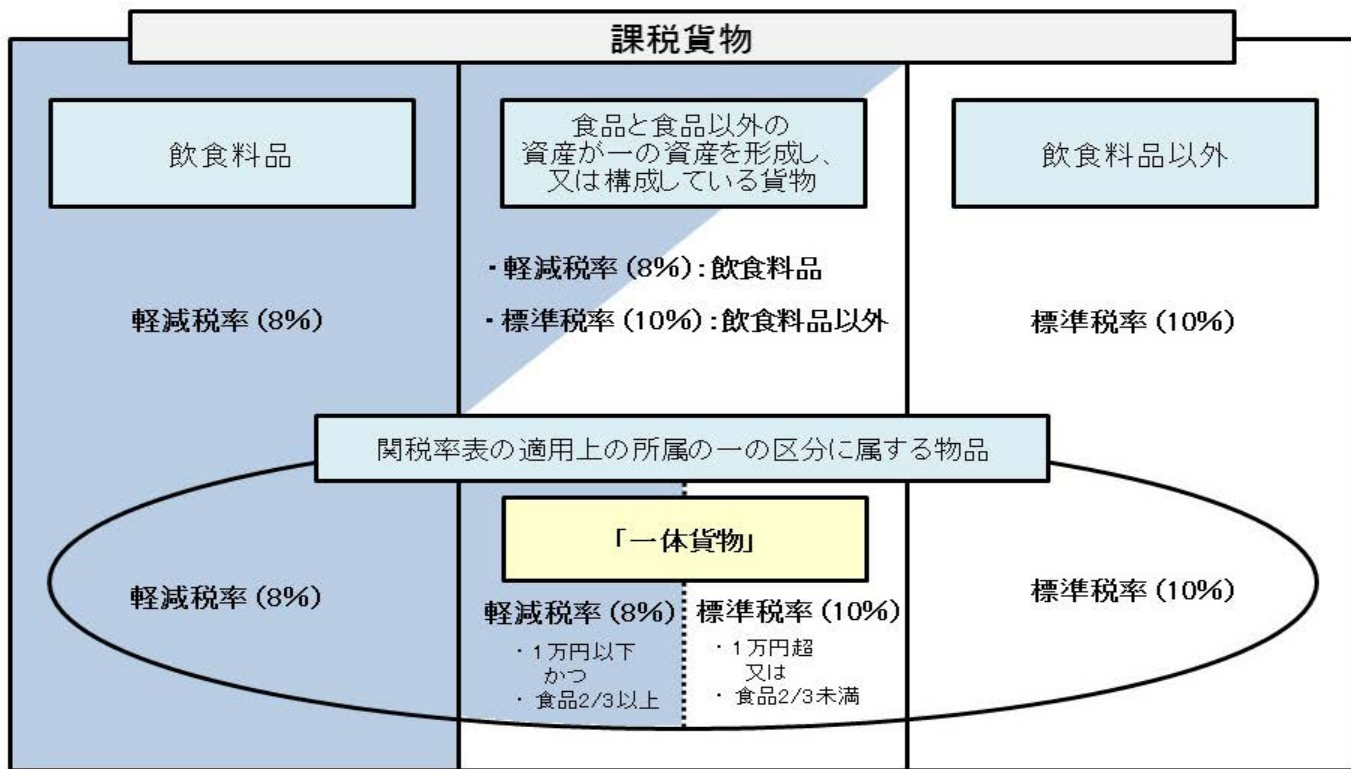 課税貨物
飲食料品
食品と食品以外の
資産が一の資産を形成し、
又は構成している貨物
飲食料品以外
軽減税率（8%）
・軽減税率（8%）：飲食料品
・標準税率（10%）：飲食料品以外
標準税率（10%）
関税率表の適用上の所属の一の区分に属する物品
「一体貨物」
軽減税率（8%）
軽減税率（8%）
・1万円以下
かつ
・食品2/3以上
標準税率（10%）
・1万円超
又は
・食品2/3未満
標準税率（10%）